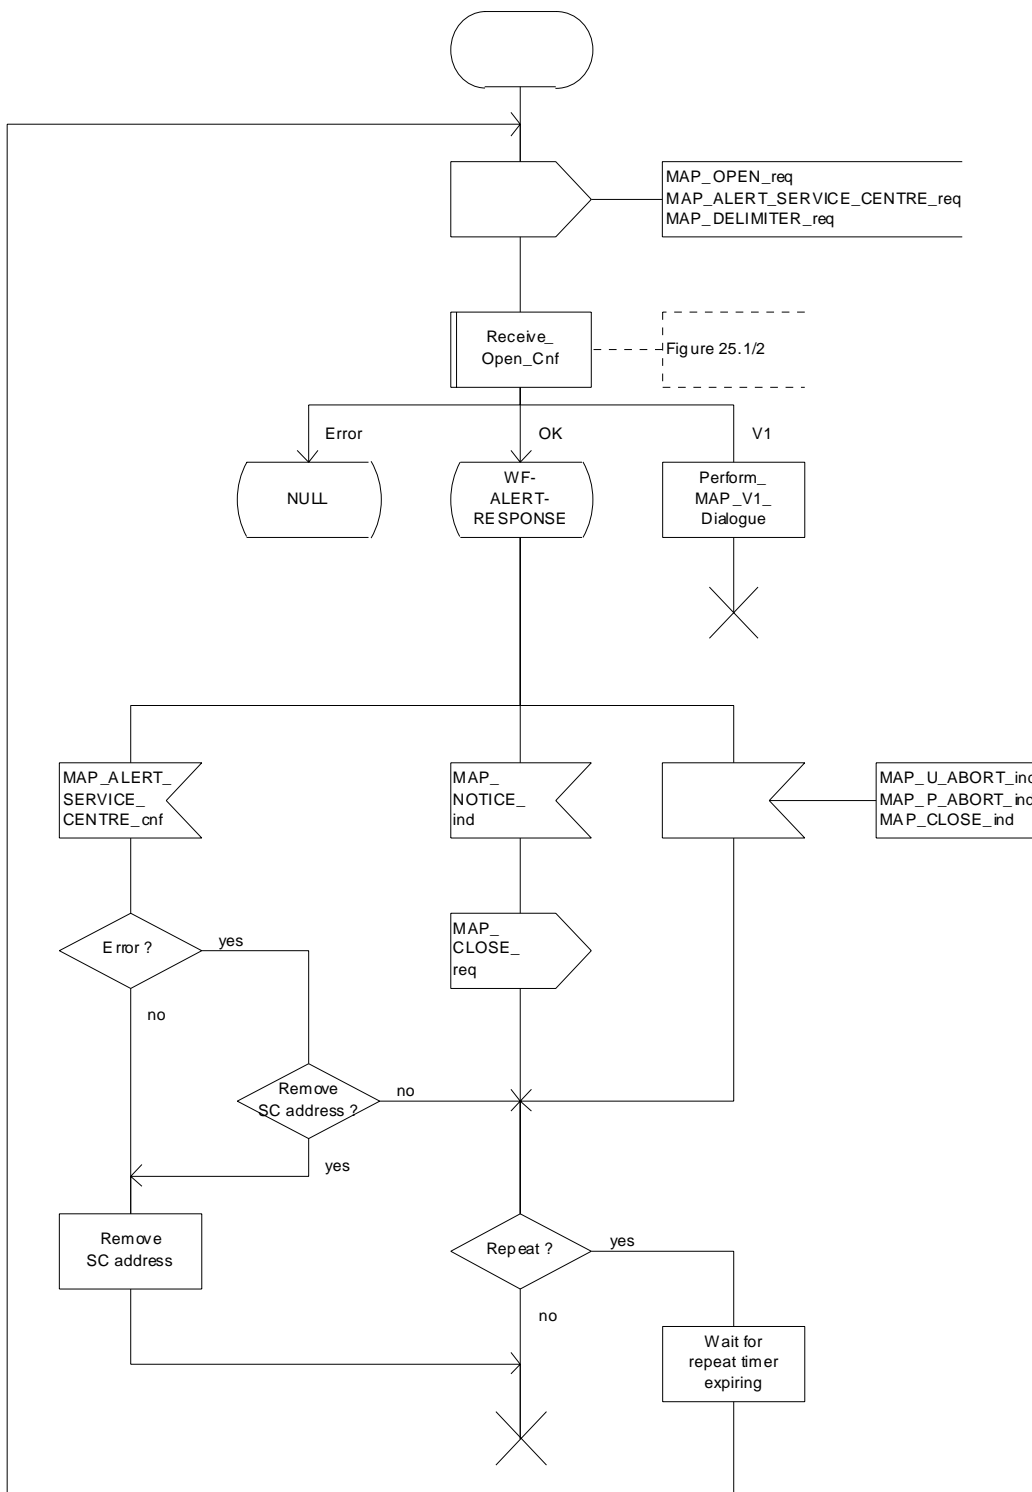 MAP_OPEN_req
MAP_ALERT_SERVICE_CENTRE_req
MAP_DELIMITER_req
Receive_
Open_Cnf
Figure 25.1/2
Error
OK
V1
NULL
WF-
ALERT-
RESPONSE
Perform_
MAP_V1_
Dialogue
MAP_ALERT_
SERVICE_
CENTRE_cnf
MAP_
NOTICE_
ind
MAP_U_ABORT_ind
MAP_P_ABORT_ind
MAP_CLOSE_ind
Error ?
yes
MAP_
CLOSE_
req
no
Remove
SC address ?
no
yes
Remove
SC address
Repeat ?
yes
no
Wait for
repeat timer
expiring